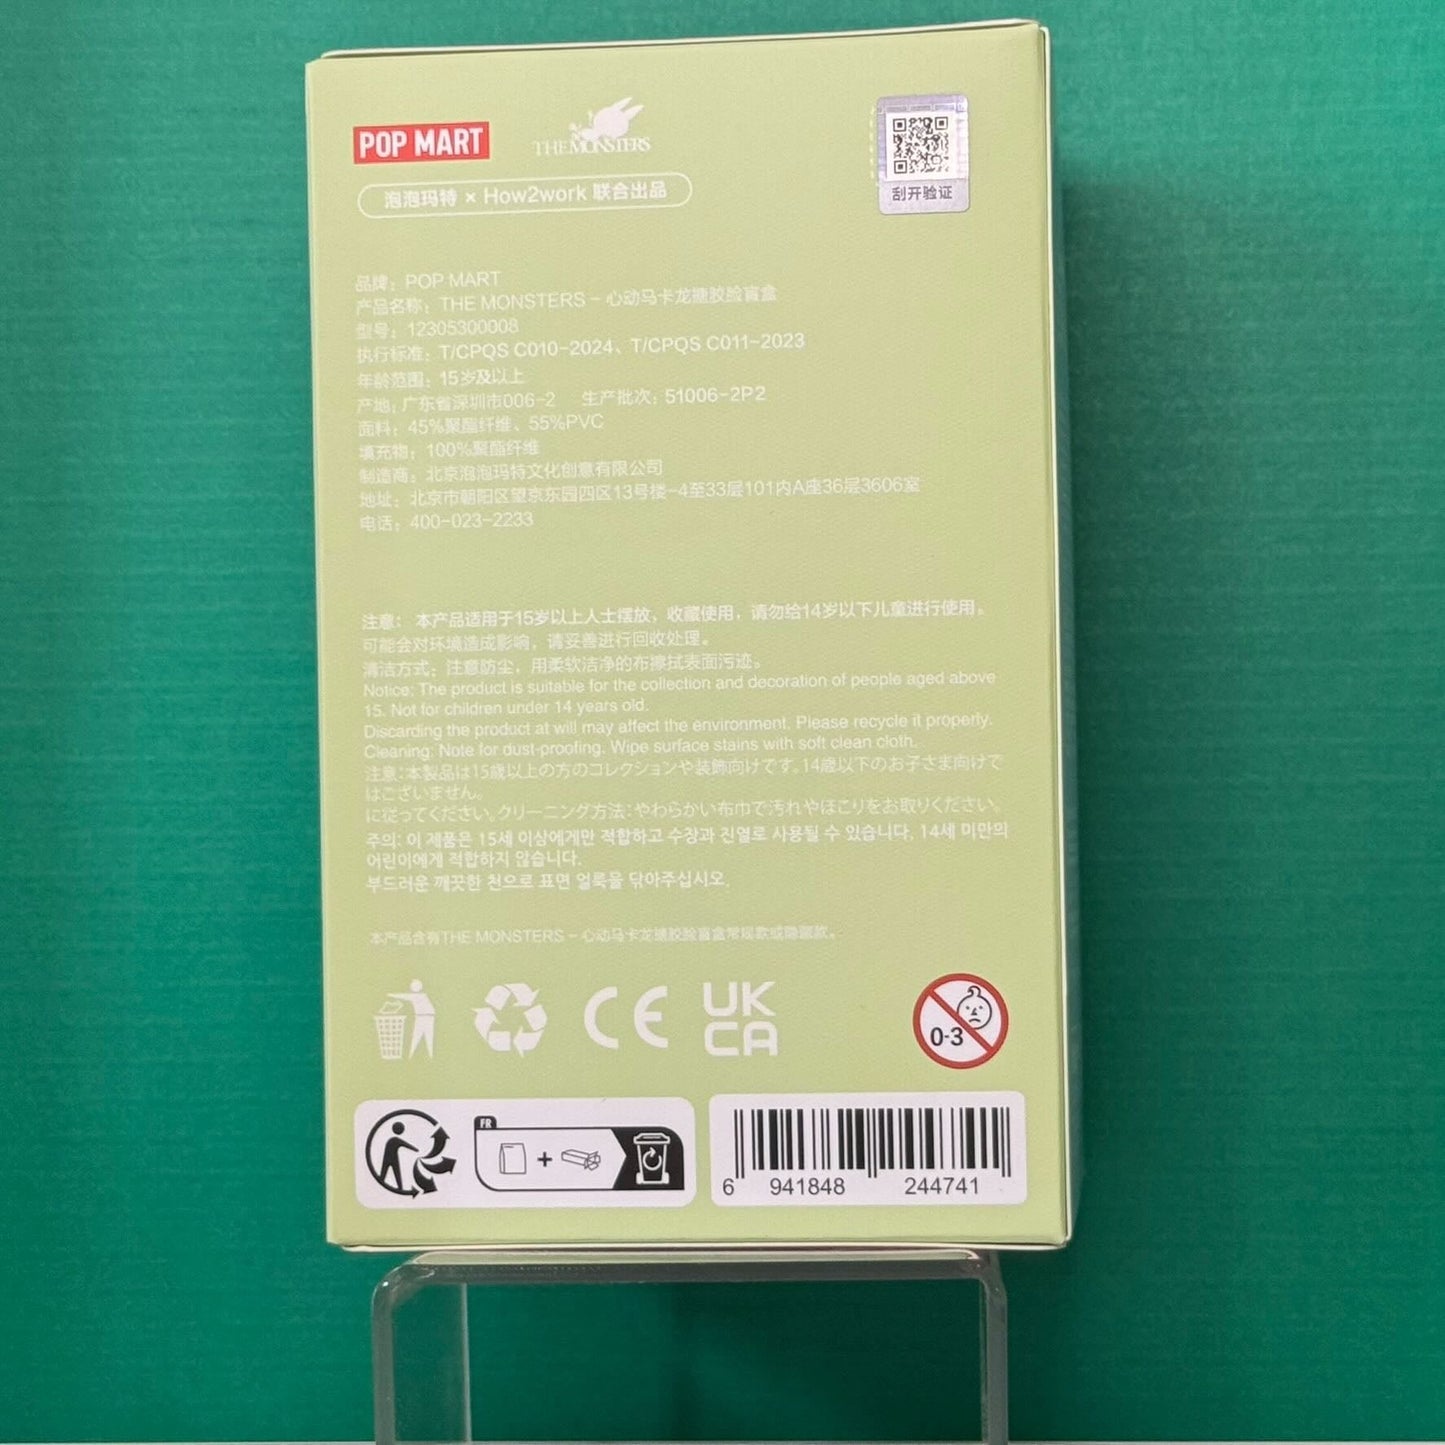 POP MART
THE MONSTERS
泡泡玛特 × How2work 联合出品
刮开验证
品牌：POP MART
产品名称：THE MONSTERS – 心动马卡龙搪胶脸盲盒
型号：12305300008
执行标准：T/CPQS C010-2024、T/CPQS C011-2023
年龄范围：15岁及以上
产地：广东省深圳市006-2 生产批次：51006-2P2
面料：45%聚酯纤维、55%PVC
填充物：100%聚酯纤维
制造商：北京泡泡玛特文化创意有限公司
地址：北京市朝阳区望京东园四区13号楼-4至33层101内A座36层3606室
电话：400-023-2233
注意：本产品适用于15岁以上人士摆放，收藏使用，请勿给14岁以下儿童进行使用。
可能会对环境造成影响，请妥善进行回收处理。
清洁方式：注意防尘，用柔软洁净的布擦拭表面污迹。
Notice: The product is suitable for the collection and decoration of people aged above
15. Not for children under 14 years old.
Discarding the product at will may affect the environment. Please recycle it properly.
Cleaning: Note for dust-proofing. Wipe surface stains with soft clean cloth.
注意：本製品は15歳以上の方のコレクションや装飾向けです。14歳以下のお子さま向けで
はございません。
に従ってください。クリーニング方法：やわらかい布巾で汚れやほこりをお取りください。
주의: 이 제품은 15세 이상에게만 적합하고 수장과 진열로 사용될 수 있습니다. 14세 미만의
어린이에게 적합하지 않습니다.
부드러운 깨끗한 천으로 표면 얼룩을 닦아주십시오.
本产品含有THE MONSTERS – 心动马卡龙搪胶脸盲盒常规款或隐藏款。
CE
UK
CA
0-3
FR
6 941848 244741